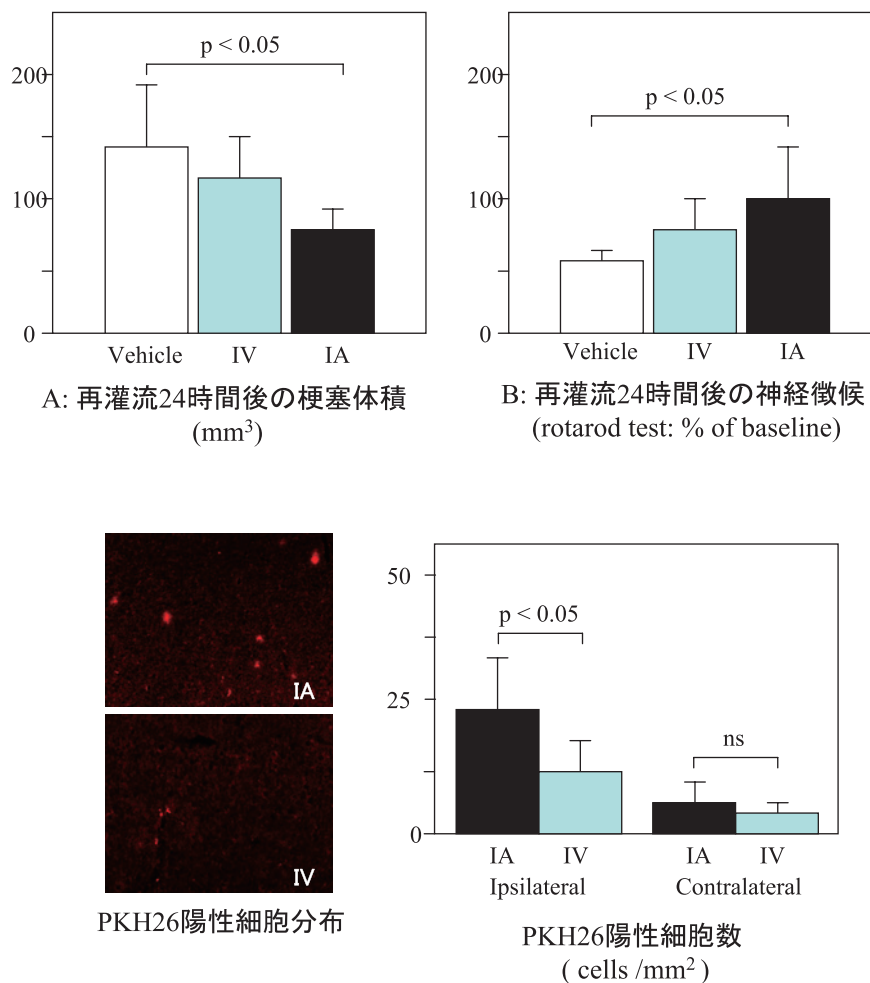 p < 0.05
200
100
0
Vehicle IV IA
A: 再灌流24時間後の梗塞体積
(mm³)
p < 0.05
200
100
0
Vehicle IV IA
B: 再灌流24時間後の神経徴候
(rotarod test: % of baseline)
IA
IV
PKH26陽性細胞分布
50
p < 0.05
25
ns
0
IA IV IA IV
Ipsilateral Contralateral
PKH26陽性細胞数
( cells /mm² )